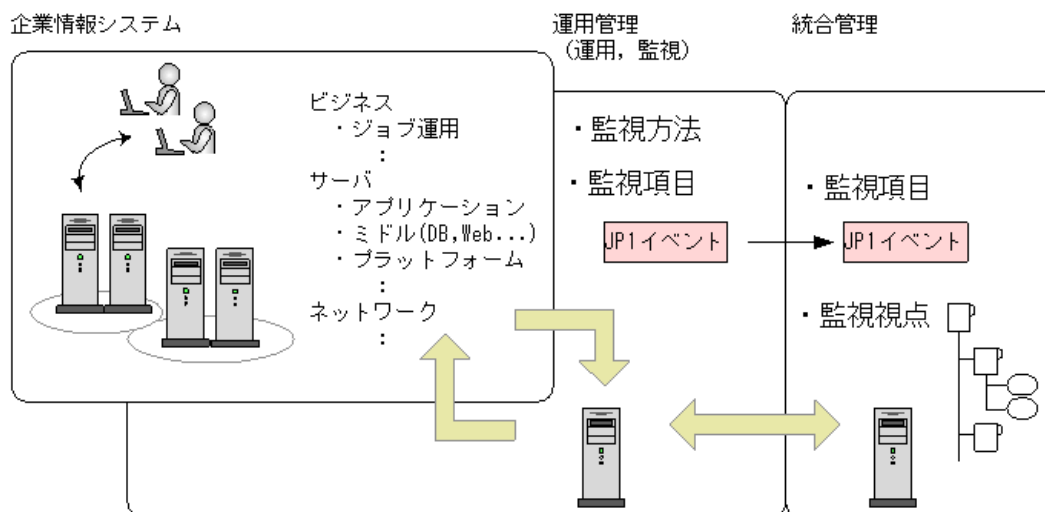 企業情報システム
運用管理
(運用，監視)
統合管理
ビジネス
・ジョブ運用
：
サーバ
・アプリケーション
・ミドル(DB,Web...)
・プラットフォーム
：
ネットワーク
：
・監視方法
・監視項目
JP1イベント
・監視項目
JP1イベント
・監視視点